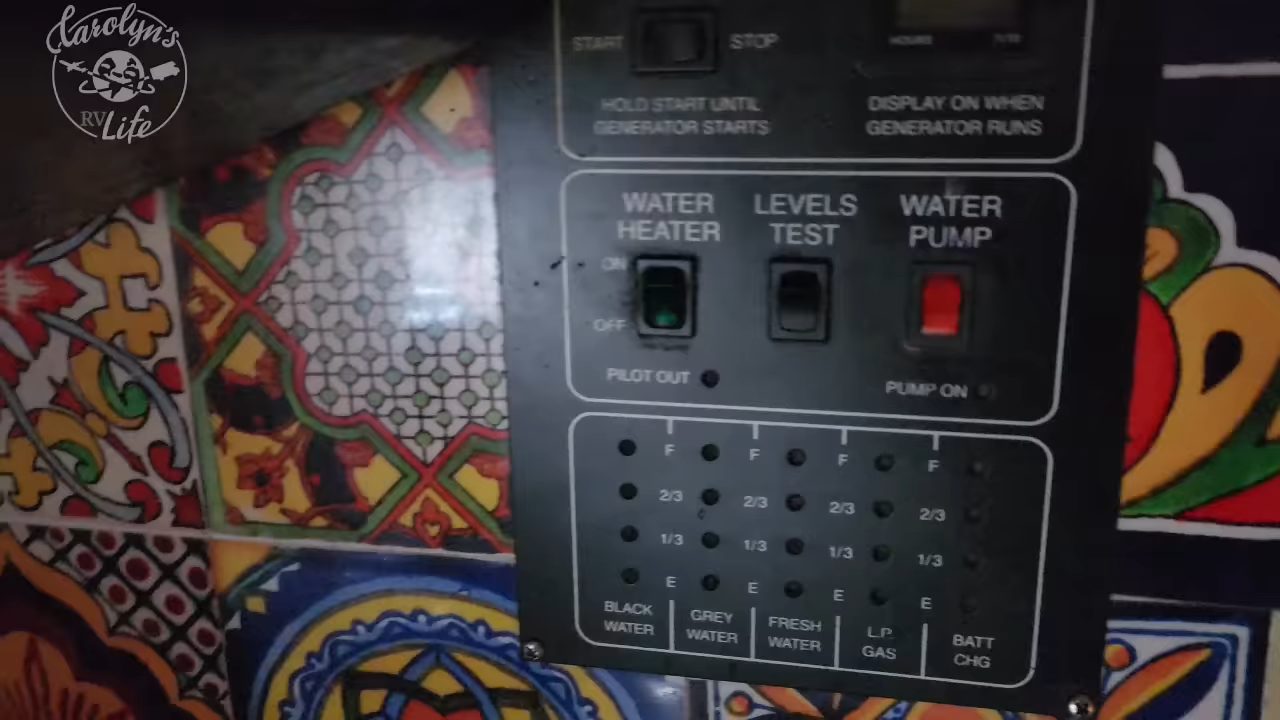 Carolyn's
RV Life
START STOP
HOURS 1/10
HOLD START UNTIL
GENERATOR STARTS
DISPLAY ON WHEN
GENERATOR RUNS
WATER
HEATER
LEVELS
TEST
WATER
PUMP
ON
OFF
PILOT OUT
PUMP ON
F F F F
2/3 2/3 2/3 2/3
1/3 1/3 1/3 1/3
E E E E
BLACK
WATER
GREY
WATER
FRESH
WATER
L.P.
GAS
BATT
CHG